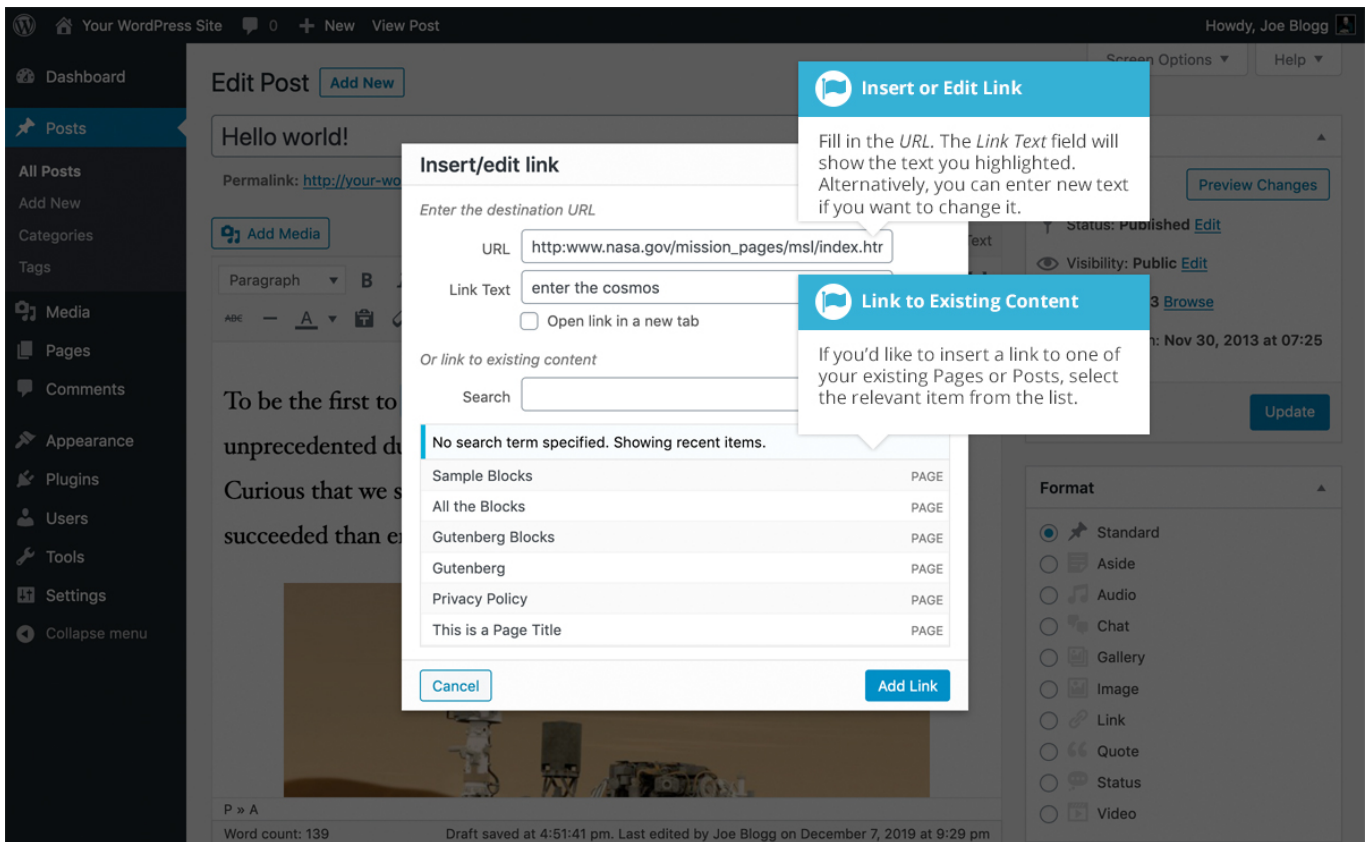 Your WordPress Site 0 + New View Post Howdy, Joe Blogg
Screen Options Help
Dashboard
Posts
All Posts
Add New
Categories
Tags
Media
Pages
Comments
Appearance
Plugins
Users
Tools
Settings
Collapse menu
Edit Post Add New
Hello world!
Permalink: http://your-wo
Add Media
Text
Paragraph B
ABC A
To be the first to
unprecedented du
Curious that we s
succeeded than e
P » A
Word count: 139 Draft saved at 4:51:41 pm. Last edited by Joe Blogg on December 7, 2019 at 9:29 pm
Insert/edit link
Enter the destination URL
URL http:www.nasa.gov/mission_pages/msl/index.htr
Link Text enter the cosmos
Open link in a new tab
Or link to existing content
Search
No search term specified. Showing recent items.
Sample Blocks PAGE
All the Blocks PAGE
Gutenberg Blocks PAGE
Gutenberg PAGE
Privacy Policy PAGE
This is a Page Title PAGE
Cancel Add Link
Insert or Edit Link
Fill in the URL. The Link Text field will
show the text you highlighted.
Alternatively, you can enter new text
if you want to change it.
Link to Existing Content
If you’d like to insert a link to one of
your existing Pages or Posts, select
the relevant item from the list.
Preview Changes
Status: Published Edit
Visibility: Public Edit
3 Browse
n: Nov 30, 2013 at 07:25
Update
Format
Standard
Aside
Audio
Chat
Gallery
Image
Link
Quote
Status
Video